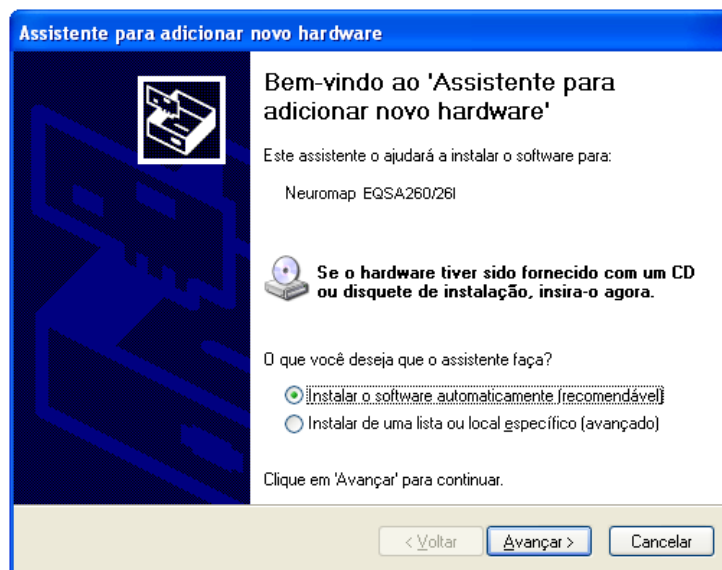 Assistente para adicionar novo hardware
Bem-vindo ao 'Assistente para
adicionar novo hardware'
Este assistente o ajudará a instalar o software para:
Neuromap EQSA260/26I
Se o hardware tiver sido fornecido com um CD
ou disquete de instalação, insira-o agora.
O que você deseja que o assistente faça?
Instalar o software automaticamente (recomendável)
Instalar de uma lista ou local específico (avançado)
Clique em 'Avançar' para continuar.
< Voltar
Avançar >
Cancelar